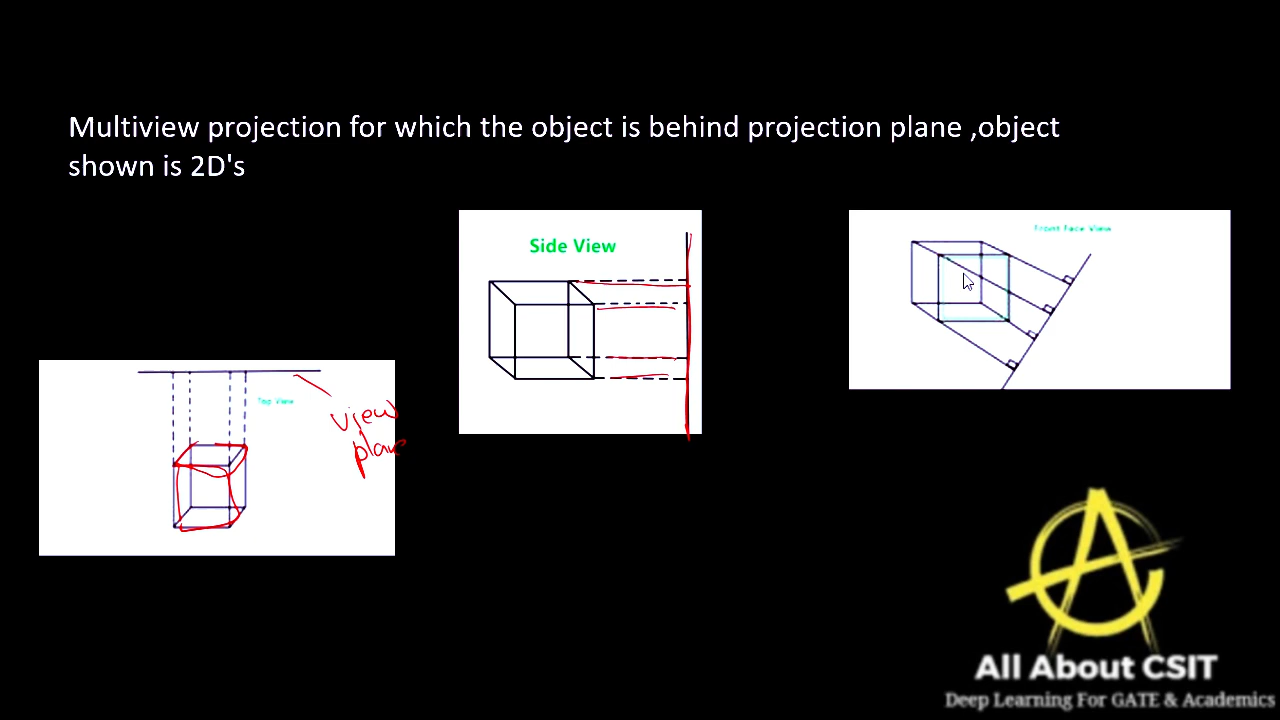 Multiview projection for which the object is behind projection plane ,object
shown is 2D's
Side View
Front Face View
Top View
view
plane
All About CSIT
Deep Learning For GATE & Academics